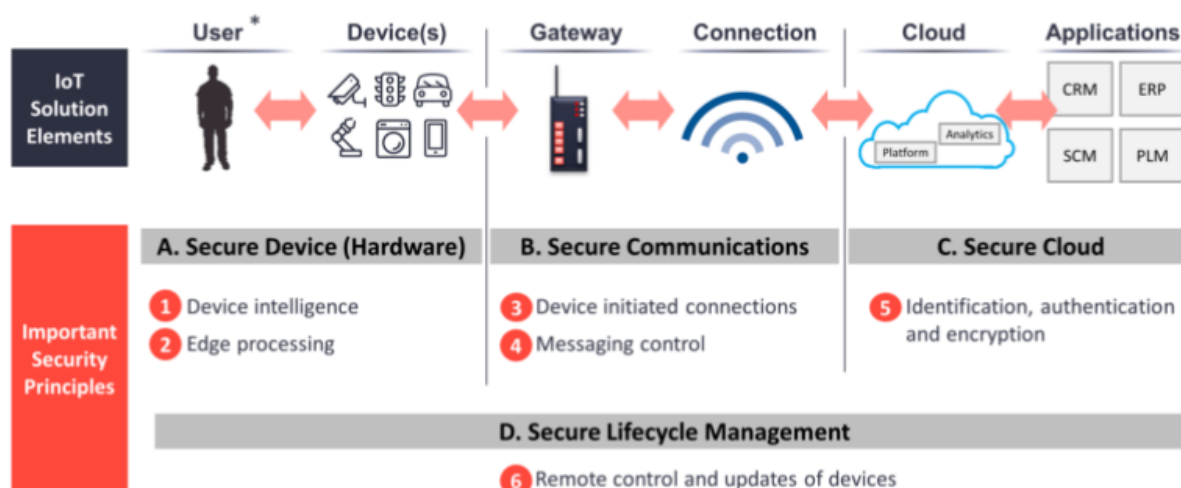 User *
Device(s)
Gateway
Connection
Cloud
Applications
IoT
Solution
Elements
Platform
Analytics
CRM
ERP
SCM
PLM
Important
Security
Principles
A. Secure Device (Hardware)
1 Device intelligence
2 Edge processing
B. Secure Communications
3 Device initiated connections
4 Messaging control
C. Secure Cloud
5 Identification, authentication
and encryption
D. Secure Lifecycle Management
6 Remote control and updates of devices